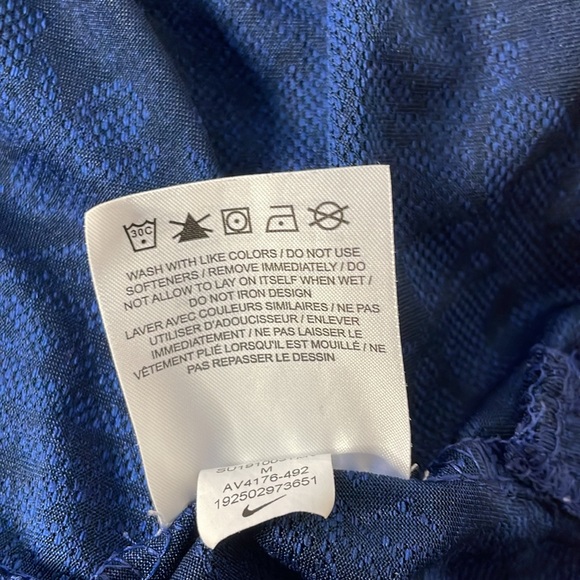 30C
WASH WITH LIKE COLORS / DO NOT USE
SOFTENERS / REMOVE IMMEDIATELY / DO
NOT ALLOW TO LAY ON ITSELF WHEN WET /
DO NOT IRON DESIGN
LAVER AVEC COULEURS SIMILAIRES / NE PAS
UTILISER D'ADOUCISSEUR / ENLEVER
IMMÉDIATEMENT / NE PAS LAISSER LE
VÊTEMENT PLIÉ LORSQU'IL EST MOUILLÉ / NE
PAS REPASSER LE DESSIN
M
AV4176-492
192502973651